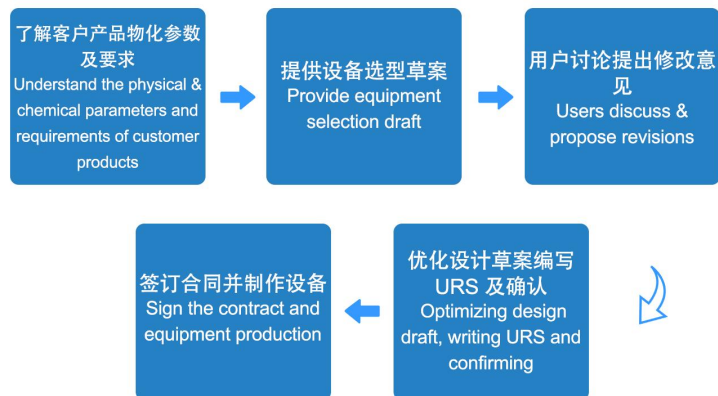 了解客户产品物化参数
及要求
Understand the physical &
chemical parameters and
requirements of customer
products
提供设备选型草案
Provide equipment
selection draft
用户讨论提出修改意
见
Users discuss &
propose revisions
优化设计草案编写
URS 及确认
Optimizing design
draft, writing URS and
confirming
签订合同并制作设备
Sign the contract and
equipment production